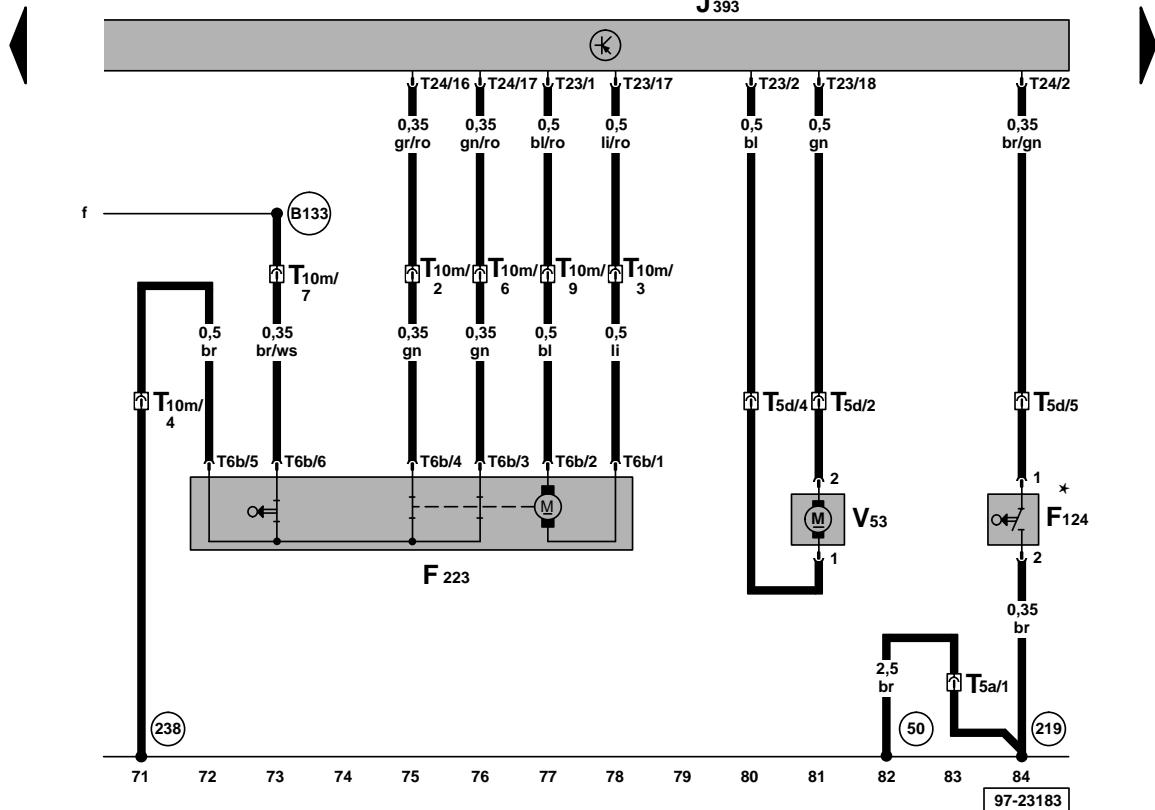 J 393
T24/16 T24/17 T23/1 T23/17 T23/2 T23/18 T24/2
0,35 0,35 0,5 0,5 0,5 0,5 0,35
gr/ro gn/ro bl/ro li/ro bl gn br/gn
f B133
T10m/ T10m/ T10m/ T10m/ T10m/
7 2 6 9 3
0,5 0,35 0,35 0,35 0,5 0,5
br br/ws gn gn bl li
T10m/ T5d/4 T5d/2 T5d/5
4
T6b/5 T6b/6 T6b/4 T6b/3 T6b/2 T6b/1
2 1
M M V53 F124 *
1 2
F 223
0,35
br
2,5
br T5a/1
238 50 219
71 72 73 74 75 76 77 78 79 80 81 82 83 84
97-23183